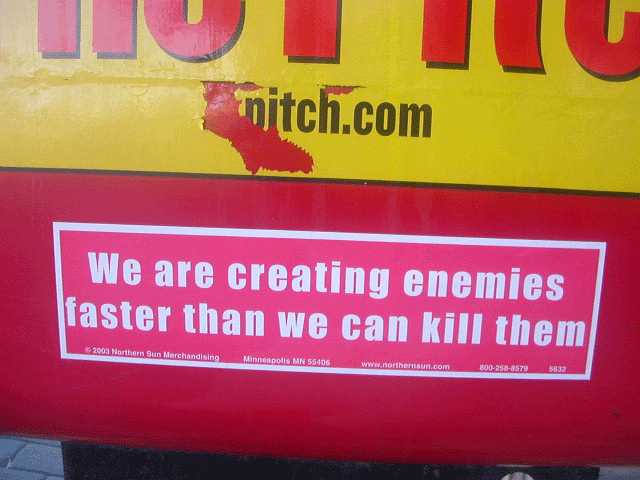 pitch.com
We are creating enemies
faster than we can kill them
© 2003 Northern Sun Merchandising Minneapolis MN 55406 www.northernsun.com 800-258-8579 5632